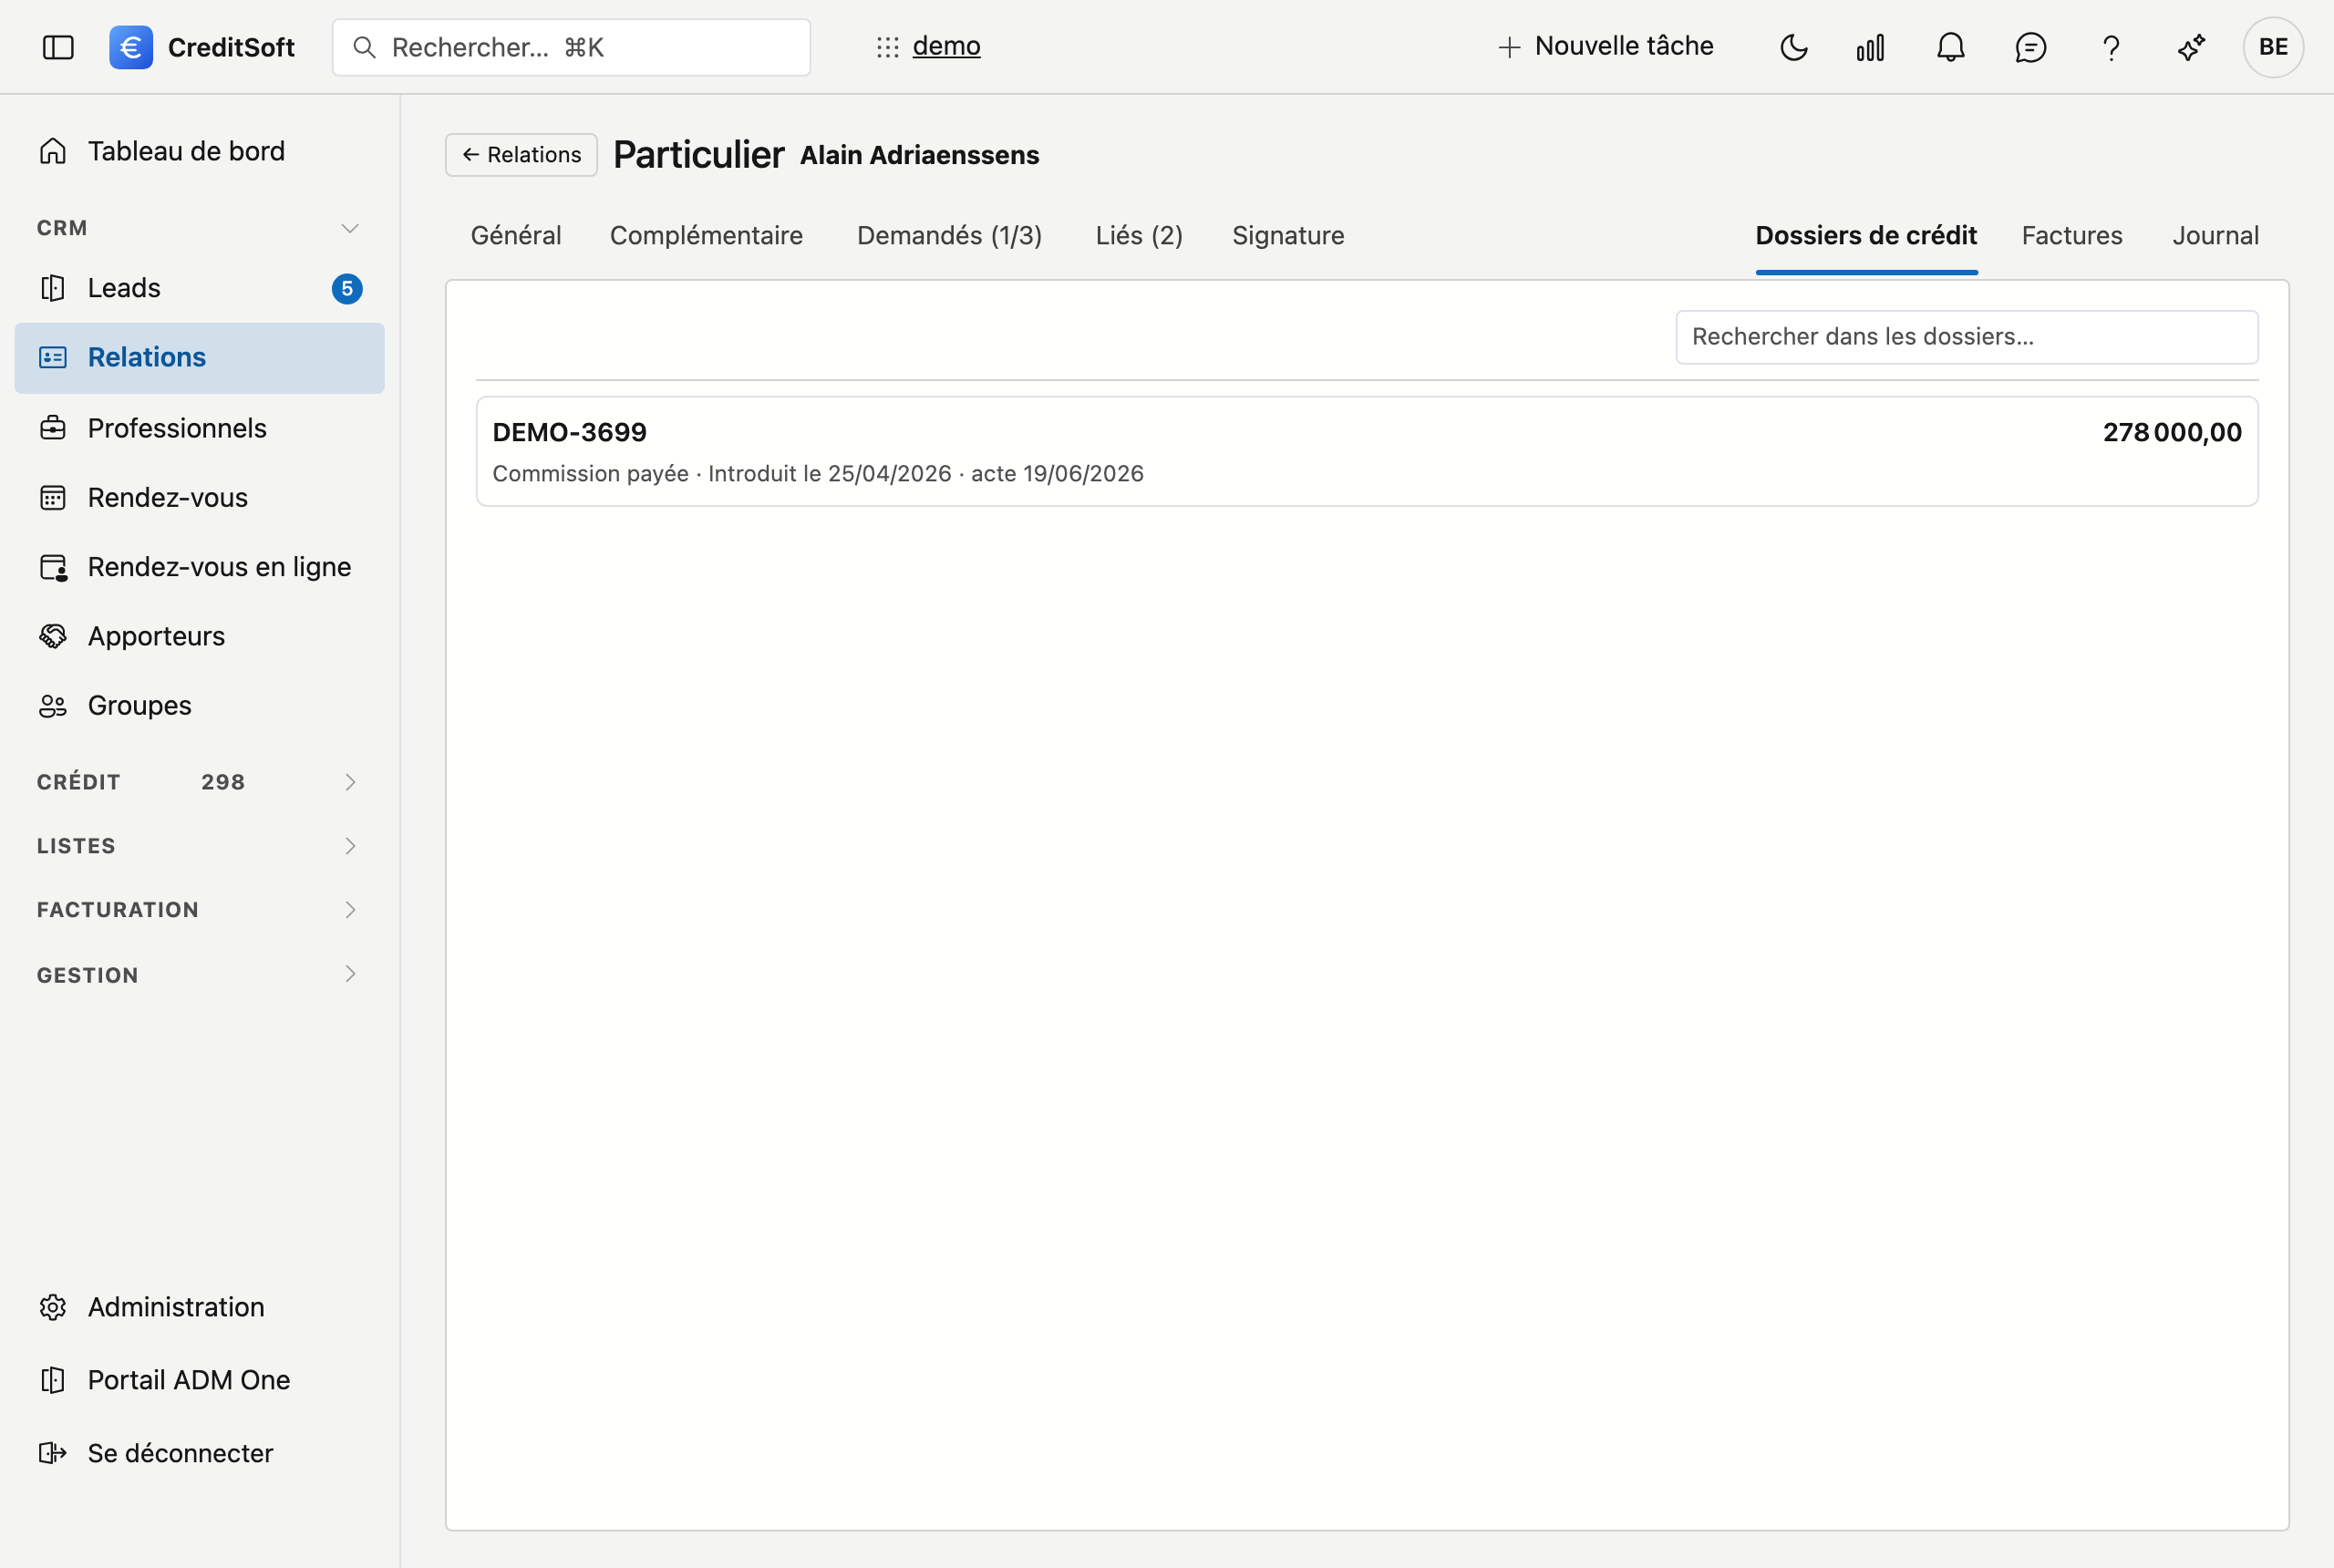 CreditSoft
Rechercher... ⌘K
demo
Nouvelle tâche
BE
Tableau de bord
CRM
Leads 5
Relations
Professionnels
Rendez-vous
Rendez-vous en ligne
Apporteurs
Groupes
CRÉDIT 298
LISTES
FACTURATION
GESTION
Administration
Portail ADM One
Se déconnecter
← Relations Particulier Alain Adriaenssens
Général Complémentaire Demandés (1/3) Liés (2) Signature Dossiers de crédit Factures Journal
Rechercher dans les dossiers...
DEMO-3699 278 000,00
Commission payée · Introduit le 25/04/2026 · acte 19/06/2026